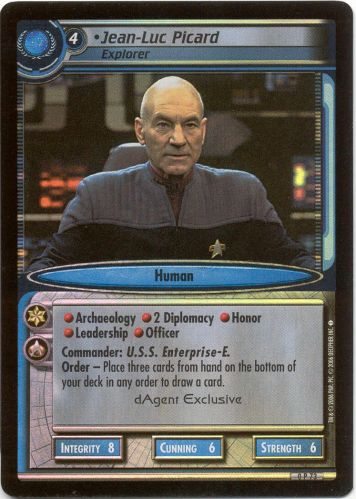 4
•Jean-Luc Picard
Explorer
Human
• Archaeology • 2 Diplomacy • Honor
• Leadership • Officer
Commander: U.S.S. Enterprise-E.
Order – Place three cards from hand on the bottom of
your deck in any order to draw a card.
dAgent Exclusive
INTEGRITY 8 CUNNING 6 STRENGTH 6
0 P 73